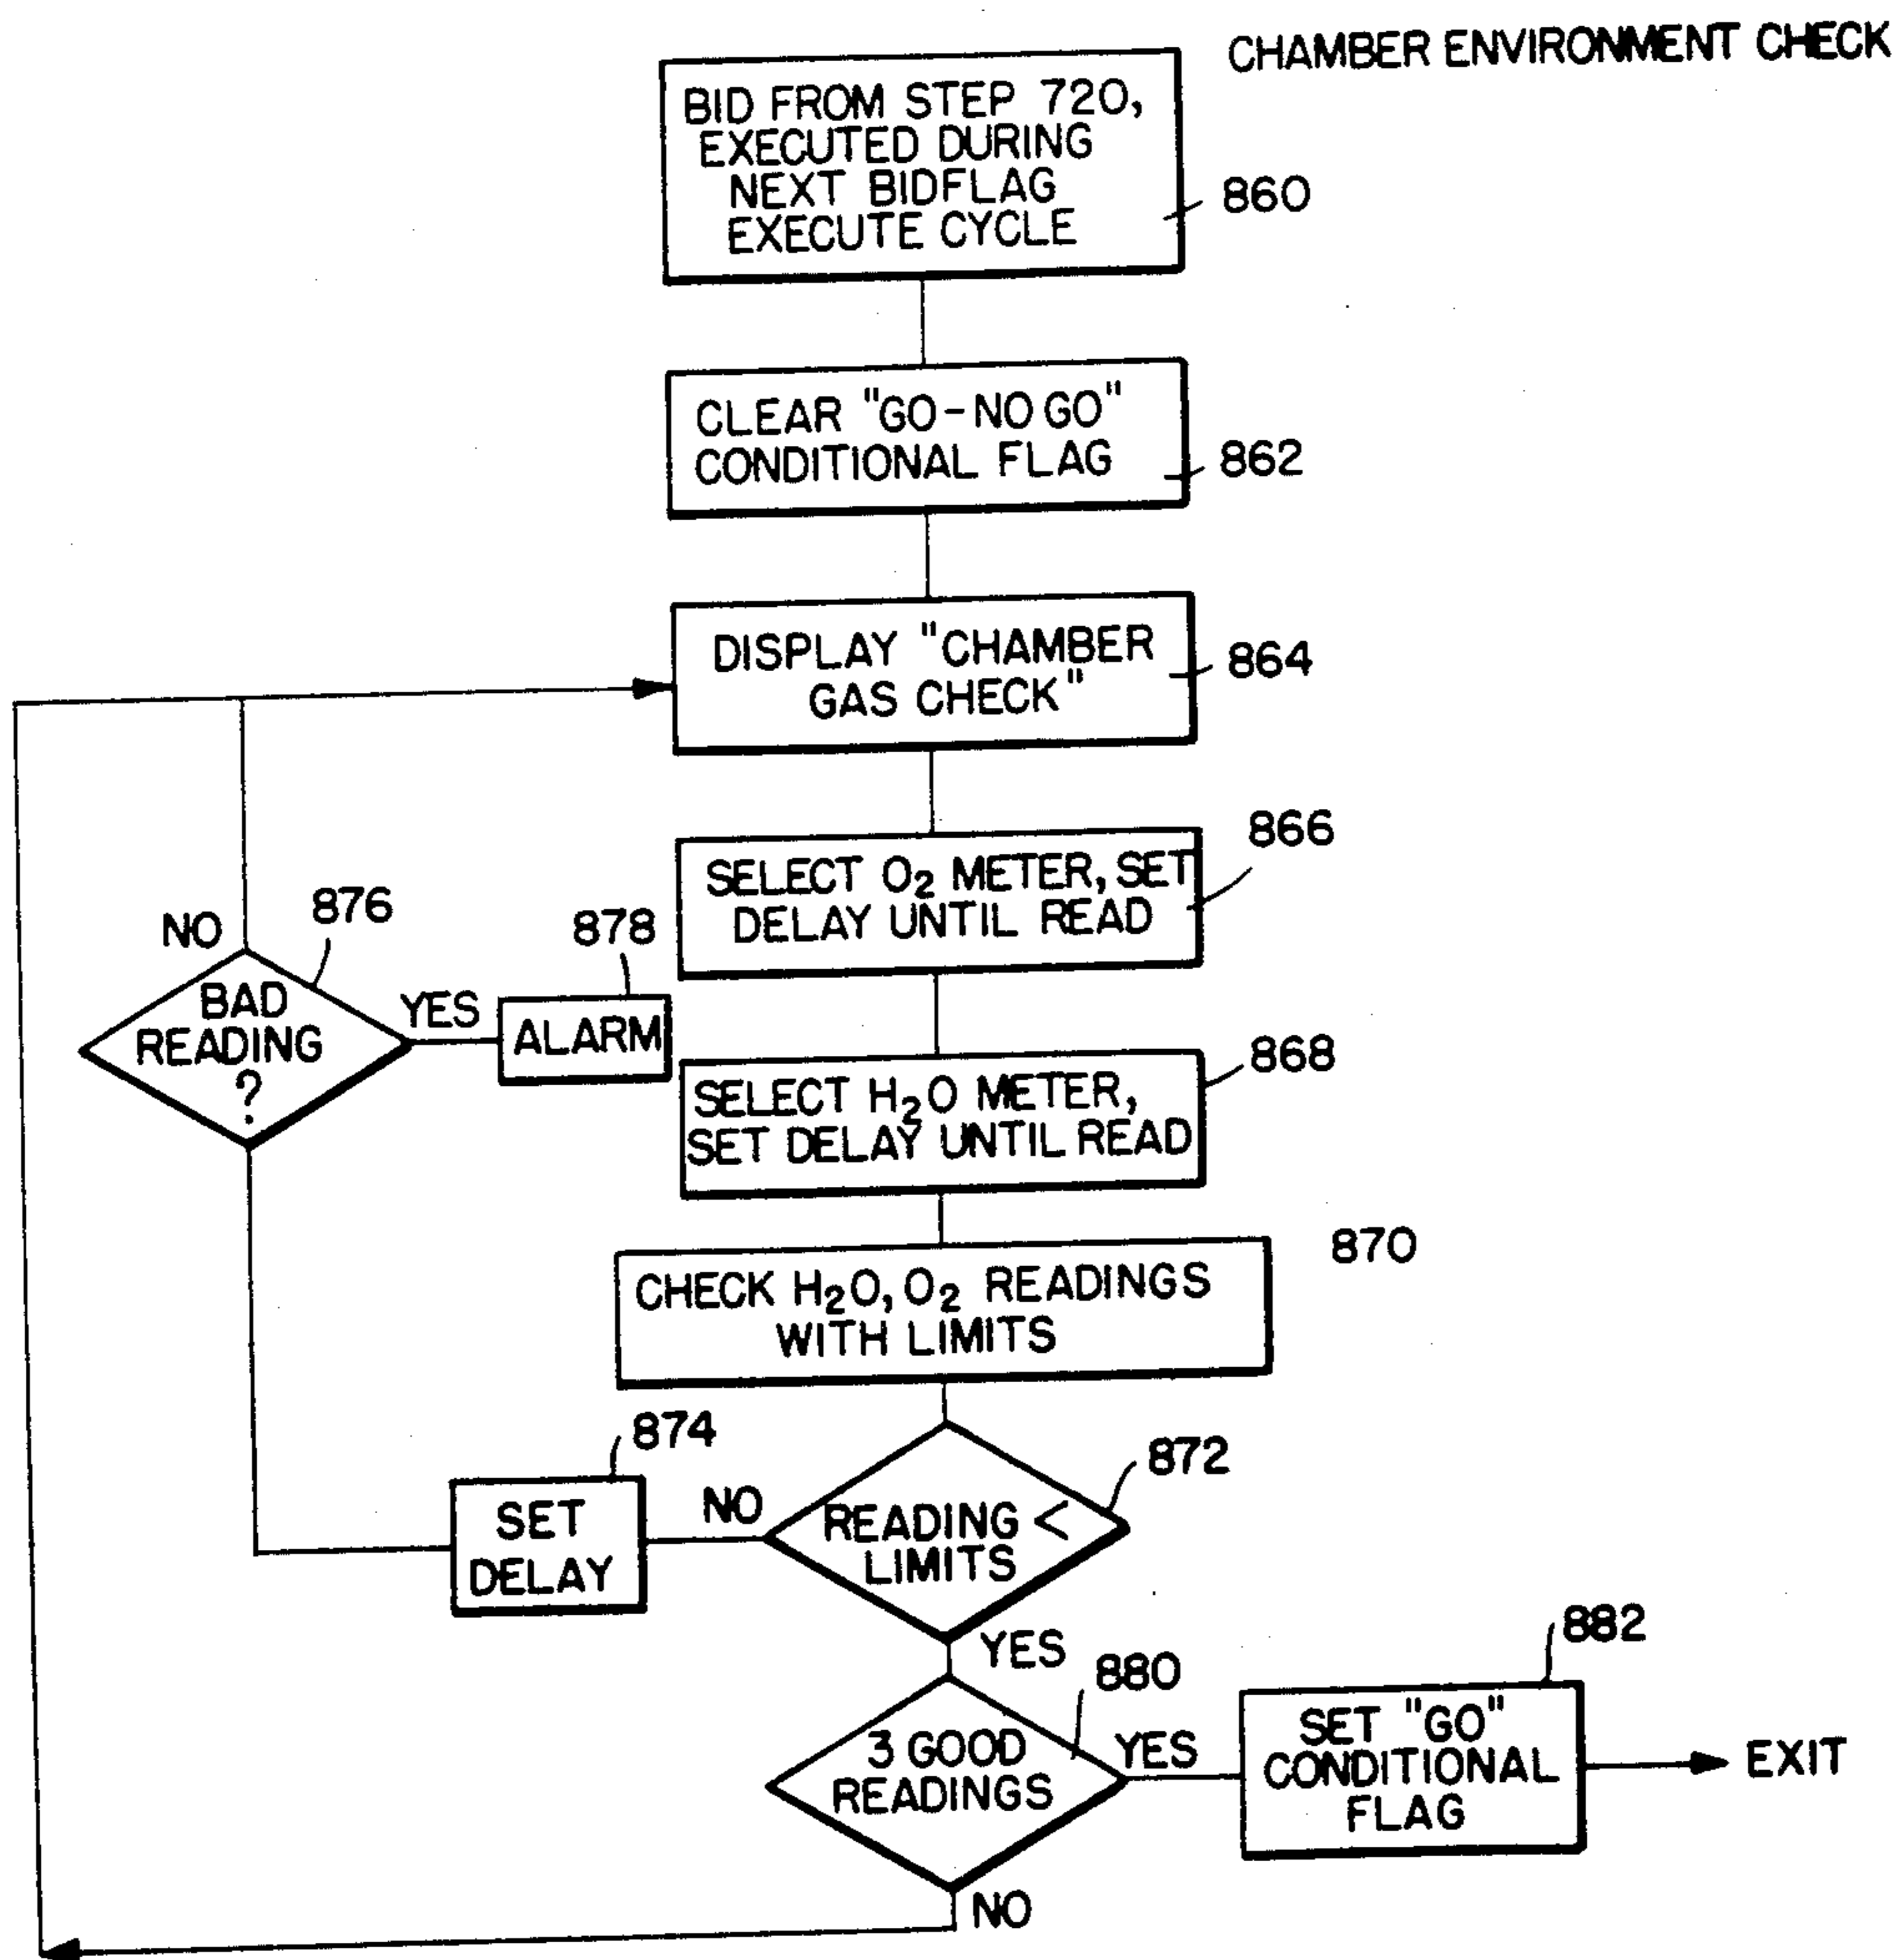 CHAMBER ENVIRONMENT CHECK
BID FROM STEP 720,
EXECUTED DURING
NEXT BIDFLAG
EXECUTE CYCLE
860
CLEAR "GO-NO GO"
CONDITIONAL FLAG
862
DISPLAY "CHAMBER
GAS CHECK"
864
SELECT O₂ METER, SET
DELAY UNTIL READ
866
NO
876
BAD
READING
?
YES
878
ALARM
SELECT H₂O METER,
SET DELAY UNTIL READ
868
CHECK H₂O, O₂ READINGS
WITH LIMITS
870
874
SET
DELAY
NO
READING <
LIMITS
872
YES
880
3 GOOD
READINGS
YES
882
SET "GO"
CONDITIONAL
FLAG
EXIT
NO